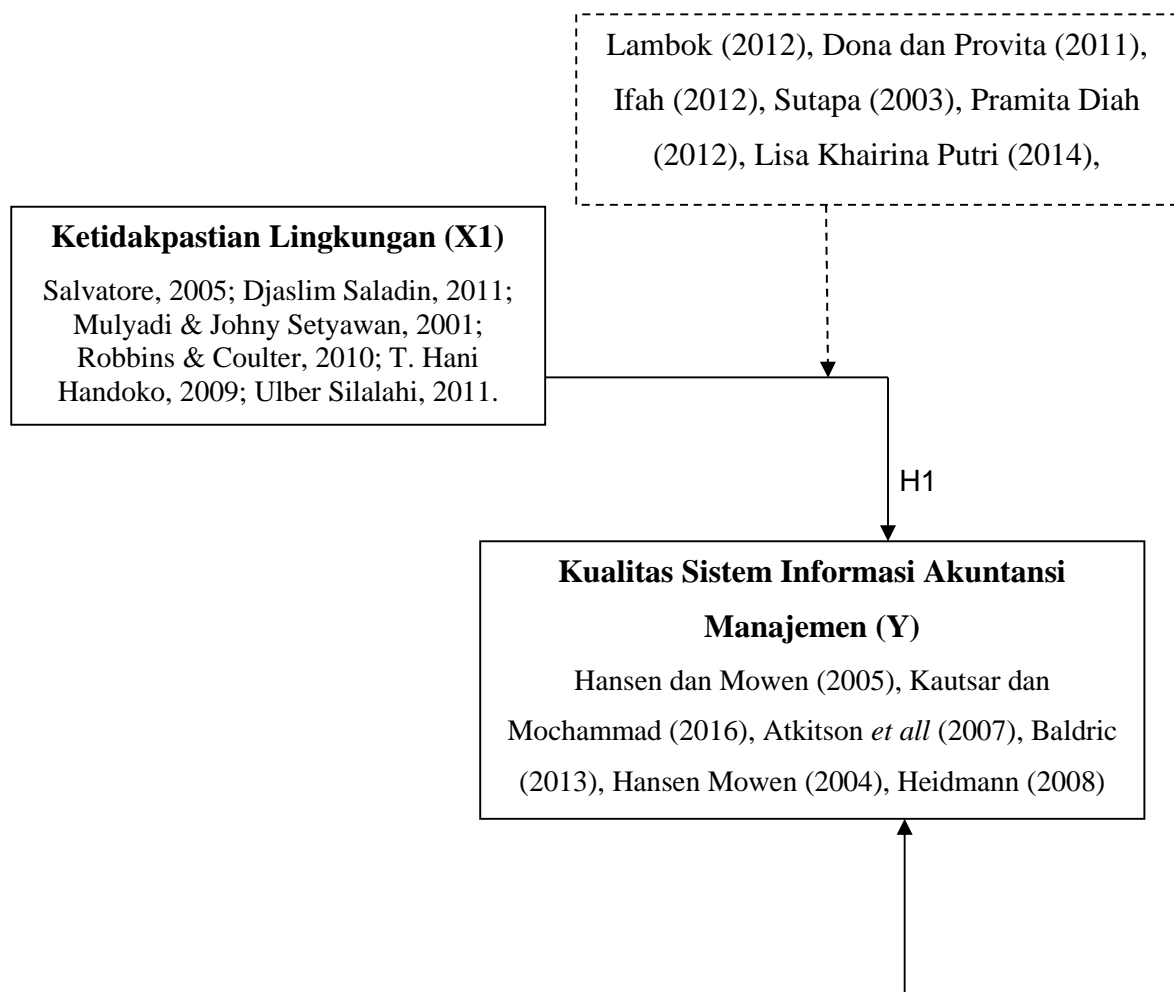 Lambok (2012), Dona dan Provita (2011),
Ifah (2012), Sutapa (2003), Pramita Diah
(2012), Lisa Khairina Putri (2014),
Ketidakpastian Lingkungan (X1)
Salvatore, 2005; Djaslim Saladin, 2011;
Mulyadi & Johny Setyawan, 2001;
Robbins & Coulter, 2010; T. Hani
Handoko, 2009; Ulber Silalahi, 2011.
H1
Kualitas Sistem Informasi Akuntansi
Manajemen (Y)
Hansen dan Mowen (2005), Kautsar dan
Mochammad (2016), Atkitson et all (2007), Baldric
(2013), Hansen Mowen (2004), Heidmann (2008)